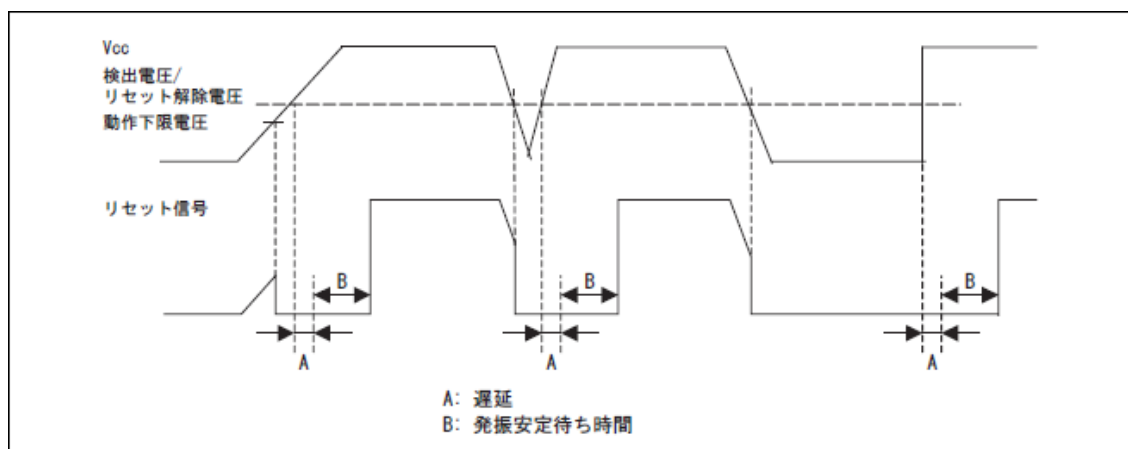 Vcc
検出電圧/
リセット解除電圧
動作下限電圧
リセット信号
B
B
B
A
A
A
A: 遅延
B: 発振安定待ち時間